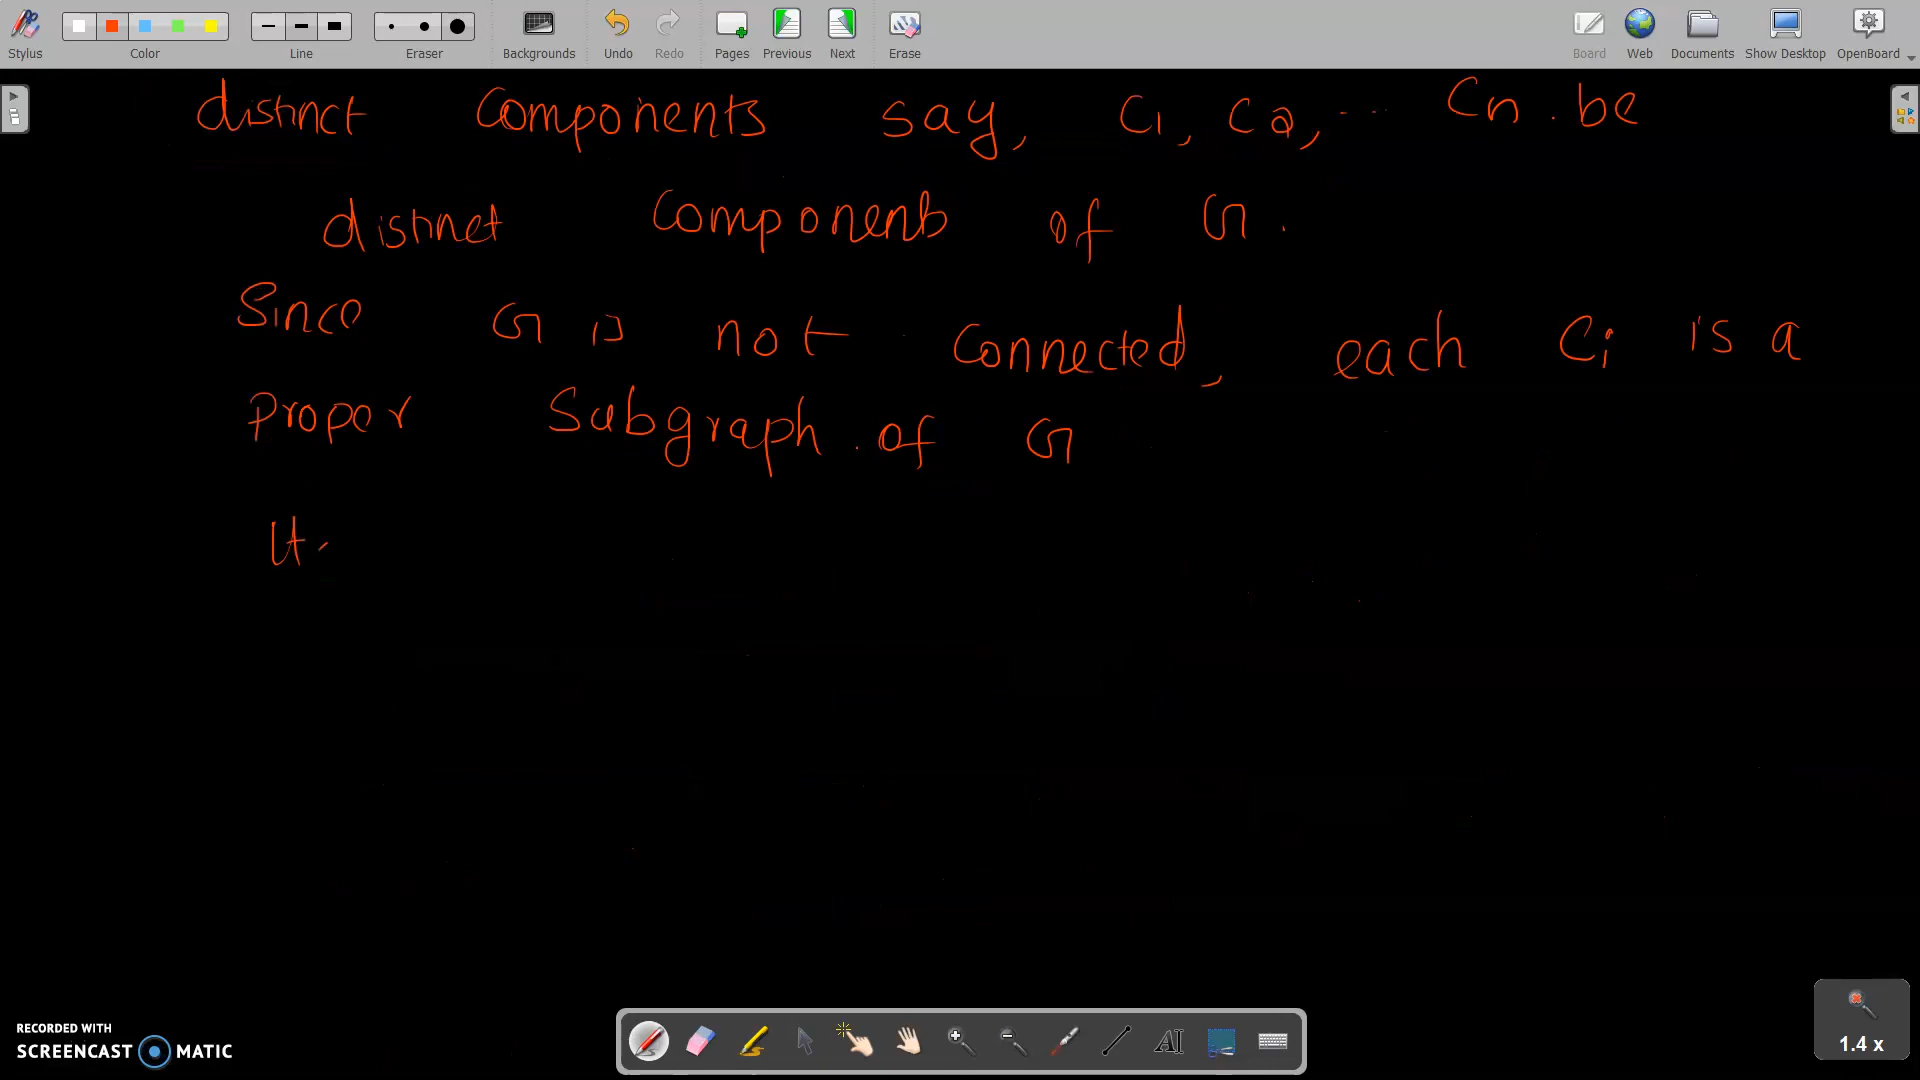 Stylus Color Line Eraser Backgrounds Undo Redo Pages Previous Next Erase Board Web Documents Show Desktop OpenBoard
distinct components say, C1, C2, ... Cn . be
distinct components of G.
Since G is not connected, each Ci is a
proper subgraph . of G
It
RECORDED WITH
SCREENCAST MATIC
1.4 x